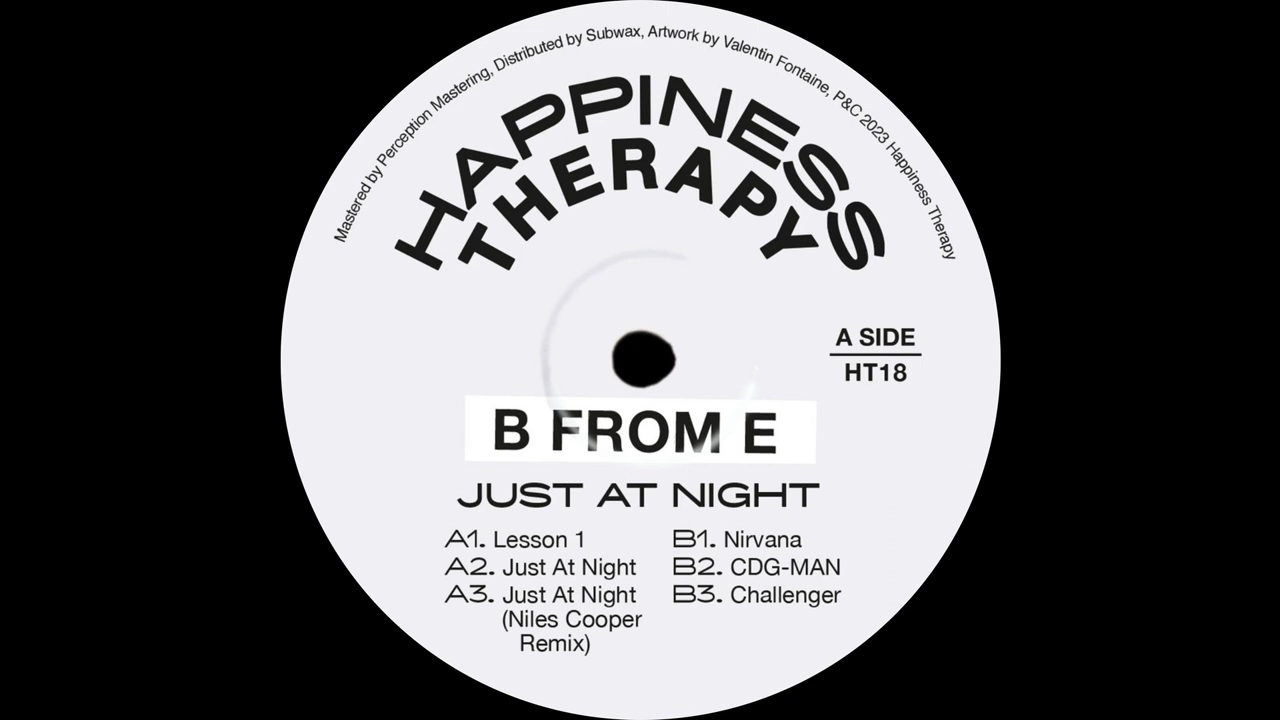 Mastered by Perception Mastering, Distributed by Subwax, Artwork by Valentin Fontaine, P&C 2023 Happiness Therapy
HAPPINESS
THERAPY
A SIDE
HT18
B FROM E
JUST AT NIGHT
A1. Lesson 1
A2. Just At Night
A3. Just At Night
(Niles Cooper
Remix)
B1. Nirvana
B2. CDG-MAN
B3. Challenger